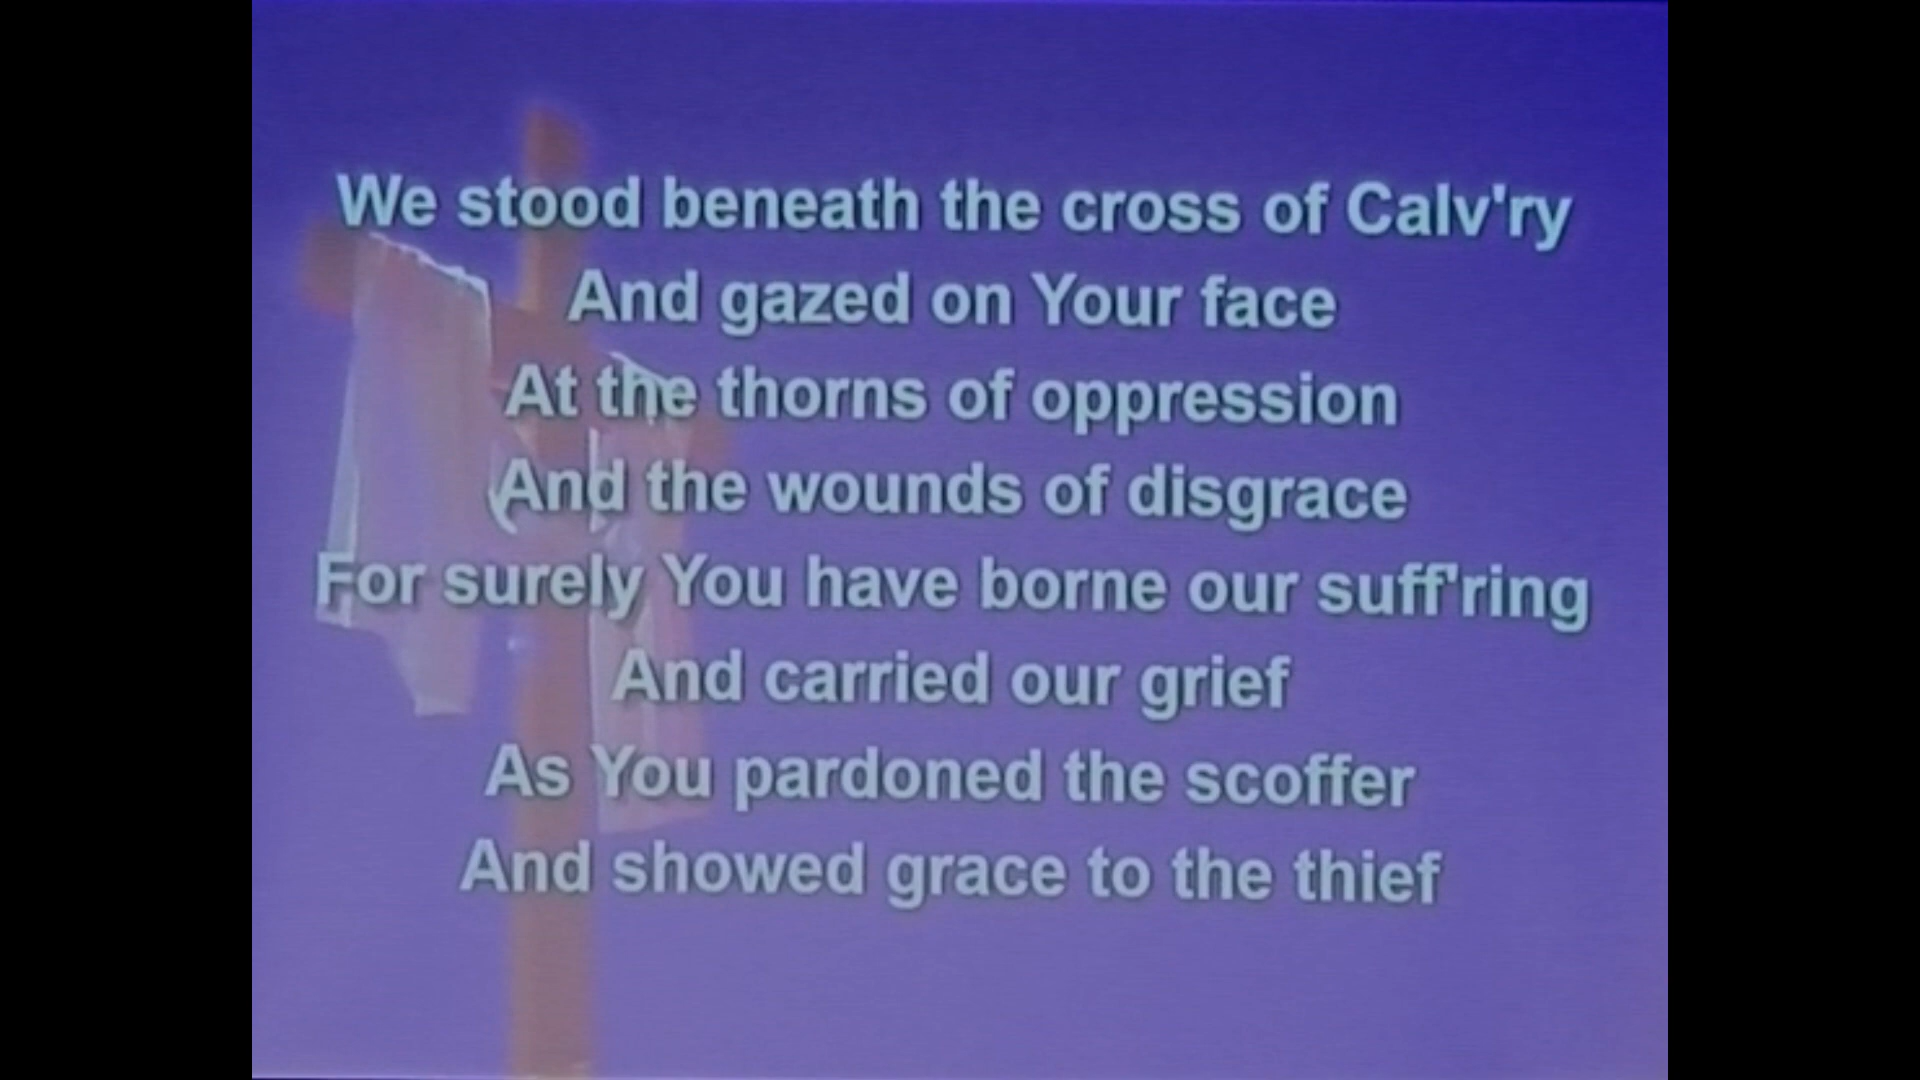 We stood beneath the cross of Calv'ry
And gazed on Your face
At the thorns of oppression
And the wounds of disgrace
For surely You have borne our suff'ring
And carried our grief
As You pardoned the scoffer
And showed grace to the thief